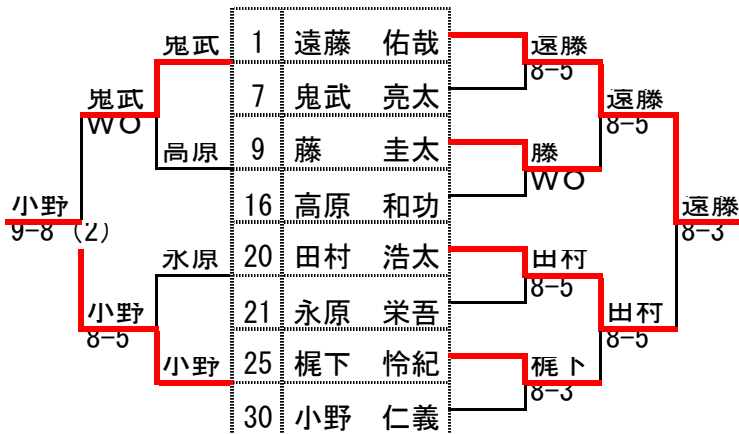 鬼武
鬼武
WO
高原
小野
9-8 (2)
永原
小野
8-5
小野
1 遠藤 佑哉
7 鬼武 亮太
9 藤 圭太
16 高原 和功
20 田村 浩太
21 永原 栄吾
25 梶下 怜紀
30 小野 仁義
遠藤
8-5
遠藤
8-5
藤
WO
遠藤
8-3
田村
8-5
田村
8-5
梶下
8-3